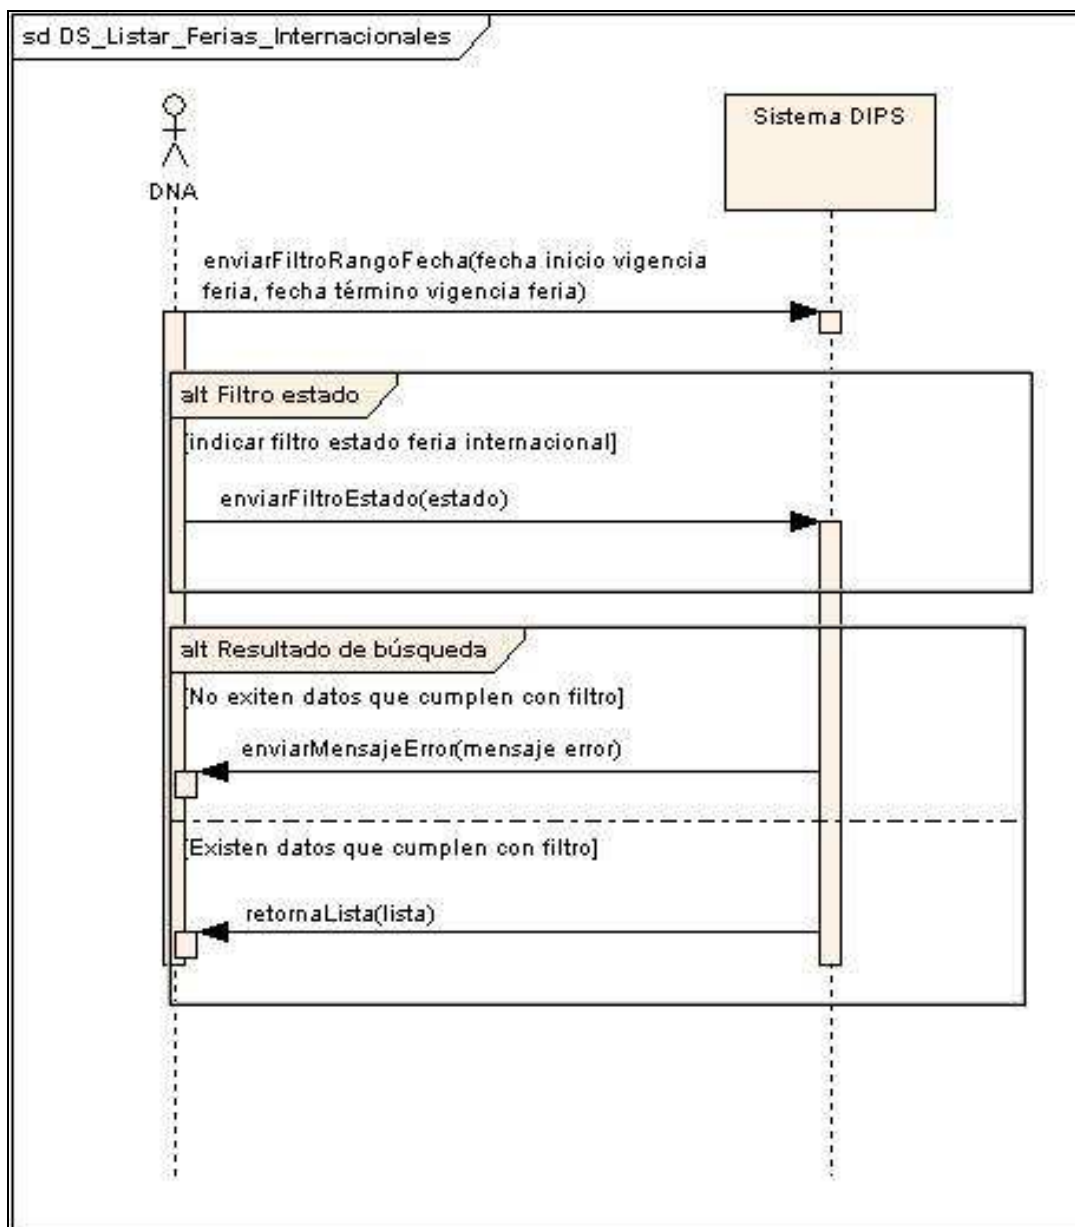 sd DS_Listar_Ferias_Internacionales
DNA
Sistema DIPS
enviarFiltroRangoFecha(fecha inicio vigencia
feria, fecha término vigencia feria)
alt Filtro estado
[indicar filtro estado feria internacional]
enviarFiltroEstado(estado)
alt Resultado de búsqueda
[No exiten datos que cumplen con filtro]
enviarMensajeError(mensaje error)
[Existen datos que cumplen con filtro]
retornaLista(lista)